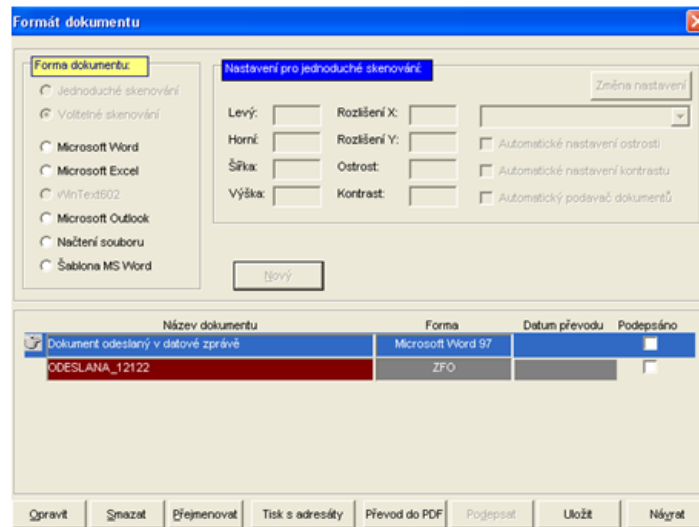 Formát dokumentu
Forma dokumentu:
Jednoduché skenování
Volitelné skenování
Microsoft Word
Microsoft Excel
WinText602
Microsoft Outlook
Načtení souboru
Šablona MS Word
Nastavení pro jednoduché skenování:
Změna nastavení
Levý: Rozlišení X:
Horní: Rozlišení Y: Automatické nastavení ostrosti
Šířka: Ostrost: Automatické nastavení kontrastu
Výška: Kontrast: Automatický podavač dokumentů
Nový
Název dokumentu Forma Datum převodu Podepsáno
Dokument odeslaný v datové zprávě Microsoft Word 97
ODESLANA_12122 ZFO
Opravit Smazat Přejmenovat Tisk s adresáty Převod do PDF Podepsat Uložit Návrat